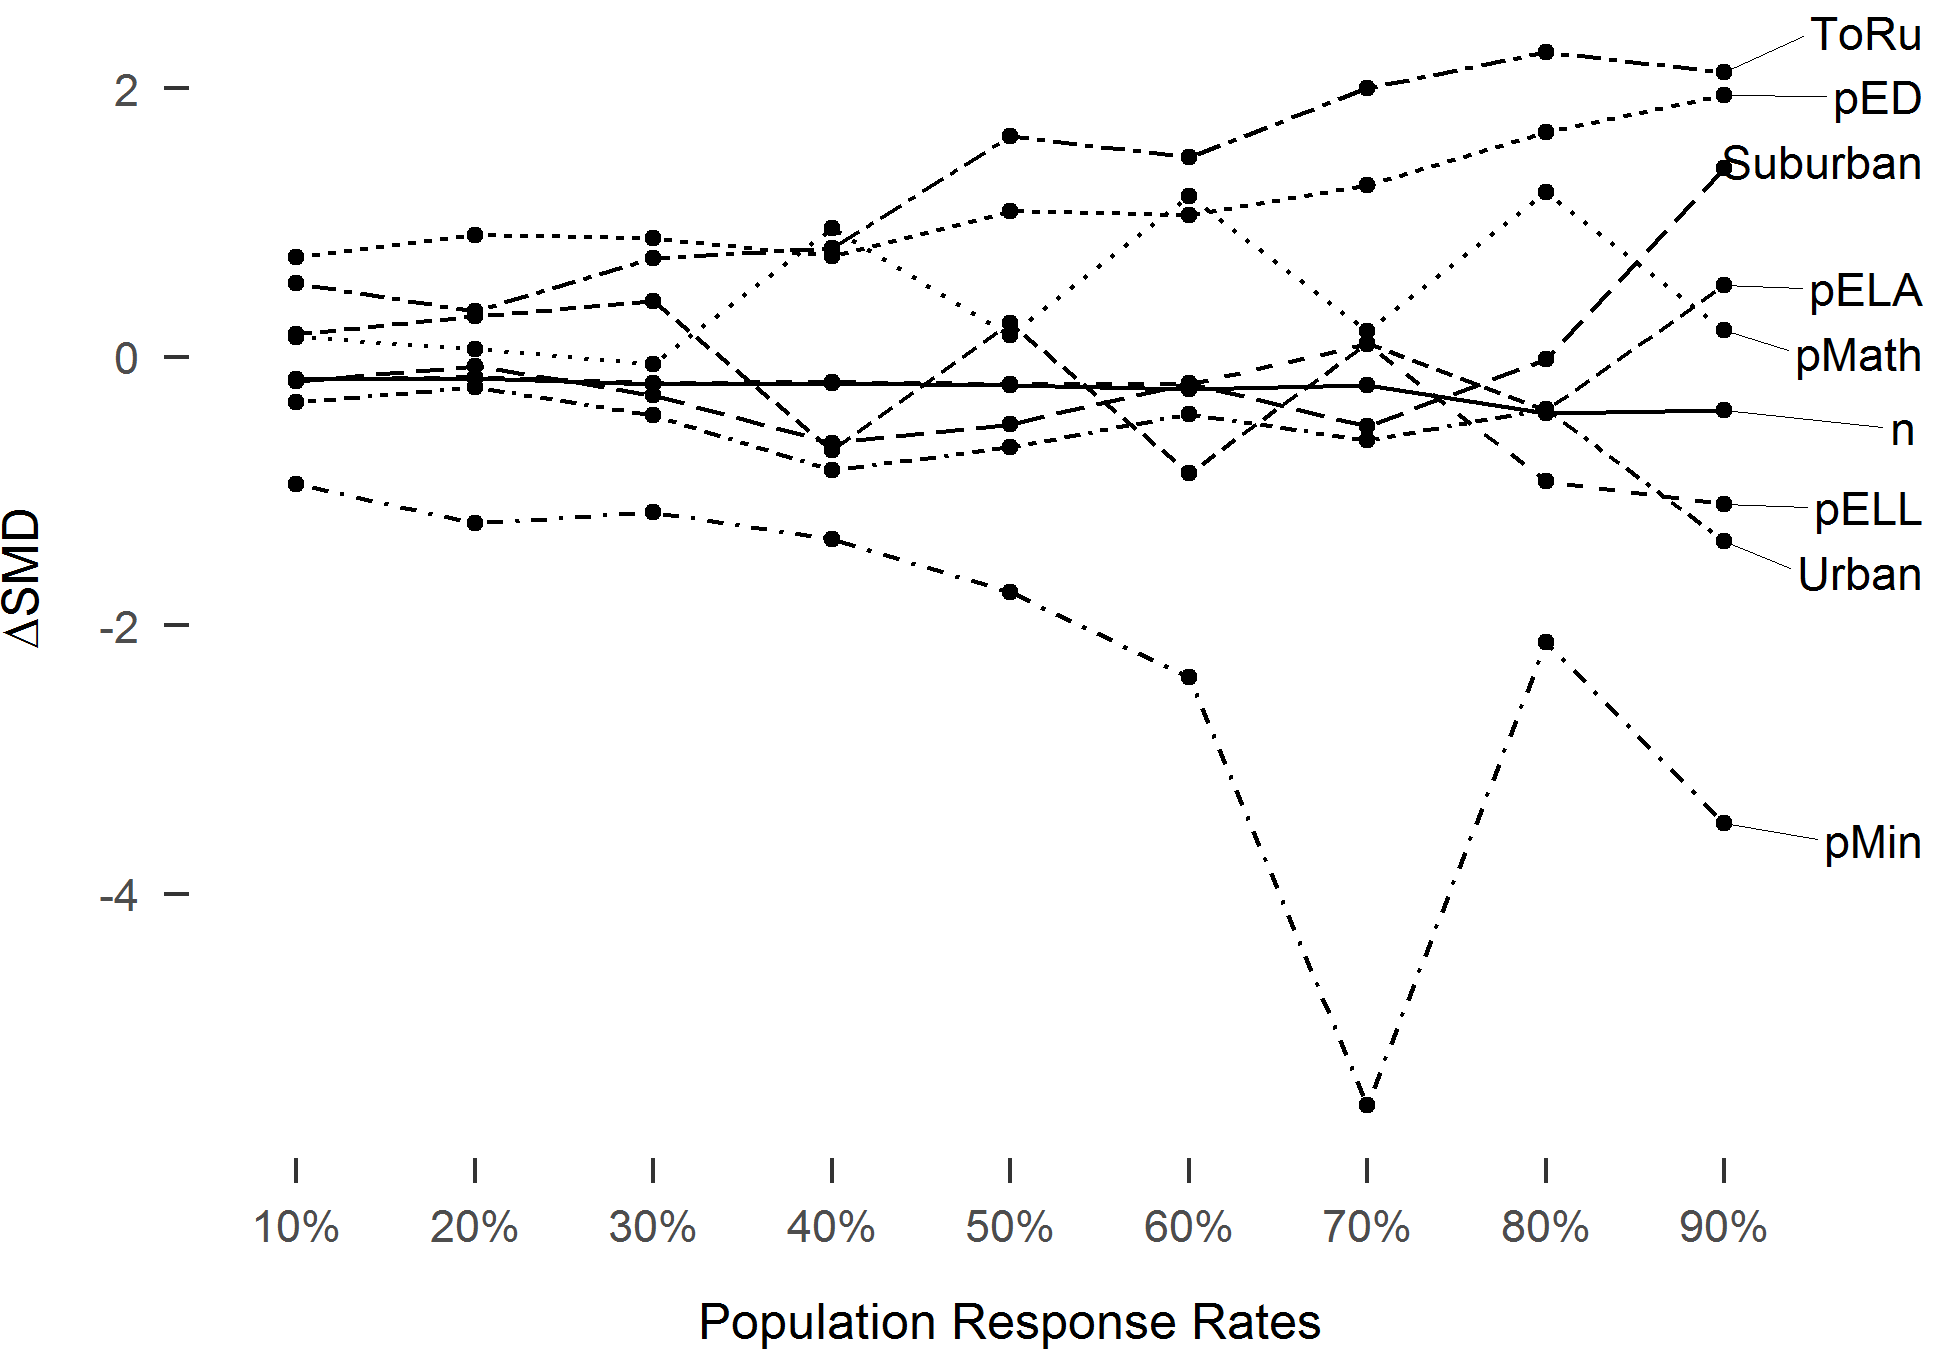 ToRu
2
pED
Suburban
pELA
0
pMath
n
pELL
ΔSMD
Urban
-2
pMin
-4
10% 20% 30% 40% 50% 60% 70% 80% 90%
Population Response Rates